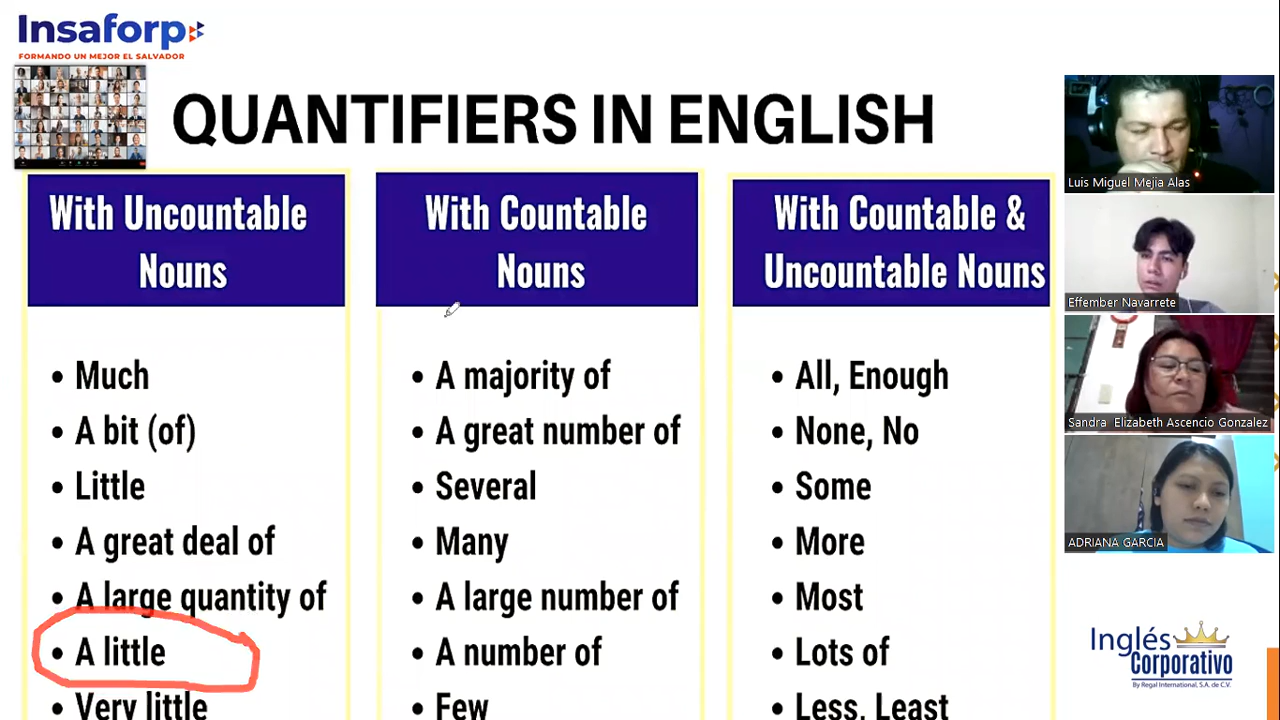 Insaforp
FORMANDO UN MEJOR EL SALVADOR
QUANTIFIERS IN ENGLISH
With Uncountable
Nouns
• Much
• A bit (of)
• Little
• A great deal of
• A large quantity of
• A little
• Very little
With Countable
Nouns
• A majority of
• A great number of
• Several
• Many
• A large number of
• A number of
• Few
With Countable &
Uncountable Nouns
• All, Enough
• None, No
• Some
• More
• Most
• Lots of
• Less, Least
Luis Miguel Mejia Alas
Effember Navarrete
Sandra Elizabeth Ascencio Gonzalez
ADRIANA GARCIA
Inglés
Corporativo
By Regal International, S.A. de C.V.